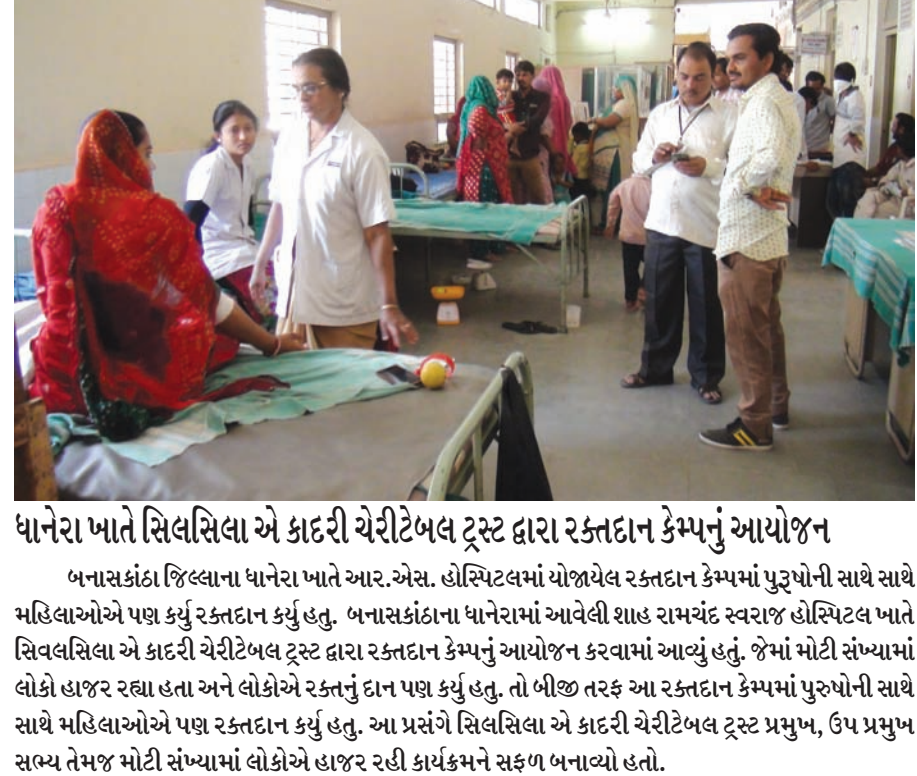 ધાનેરા ખાતે સિલસિલા એ કાદરી ચેરીટેબલ ટ્રસ્ટ દ્વારા રક્તદાન કેમ્પનું આયોજન
બનાસકાંઠા જિલ્લાના ધાનેરા ખાતે આર.એસ. હોસ્પિટલમાં યોજાયેલ રક્તદાન કેમ્પમાં પુરૂષોની સાથે સાથે
મહિલાઓએ પણ કર્યુ રક્તદાન કર્યુ હતુ. બનાસકાંઠાના ધાનેરામાં આવેલી શાહ રામચંદ સ્વરાજ હોસ્પિટલ ખાતે
સિવલસિલા એ કાદરી ચેરીટેબલ ટ્રસ્ટ દ્વારા રક્તદાન કેમ્પનું આયોજન કરવામાં આવ્યું હતું. જેમાં મોટી સંખ્યામાં
લોકો હાજર રહ્યા હતા અને લોકોએ રક્તનું દાન પણ કર્યુ હતુ. તો બીજી તરફ આ રક્તદાન કેમ્પમાં પુરુષોની સાથે
સાથે મહિલાઓએ પણ રક્તદાન કર્યુ હતુ. આ પ્રસંગે સિલસિલા એ કાદરી ચેરીટેબલ ટ્રસ્ટ પ્રમુખ, ઉપ પ્રમુખ
સભ્ય તેમજ મોટી સંખ્યામાં લોકોએ હાજર રહી કાર્યક્રમને સફળ બનાવ્યો હતો.